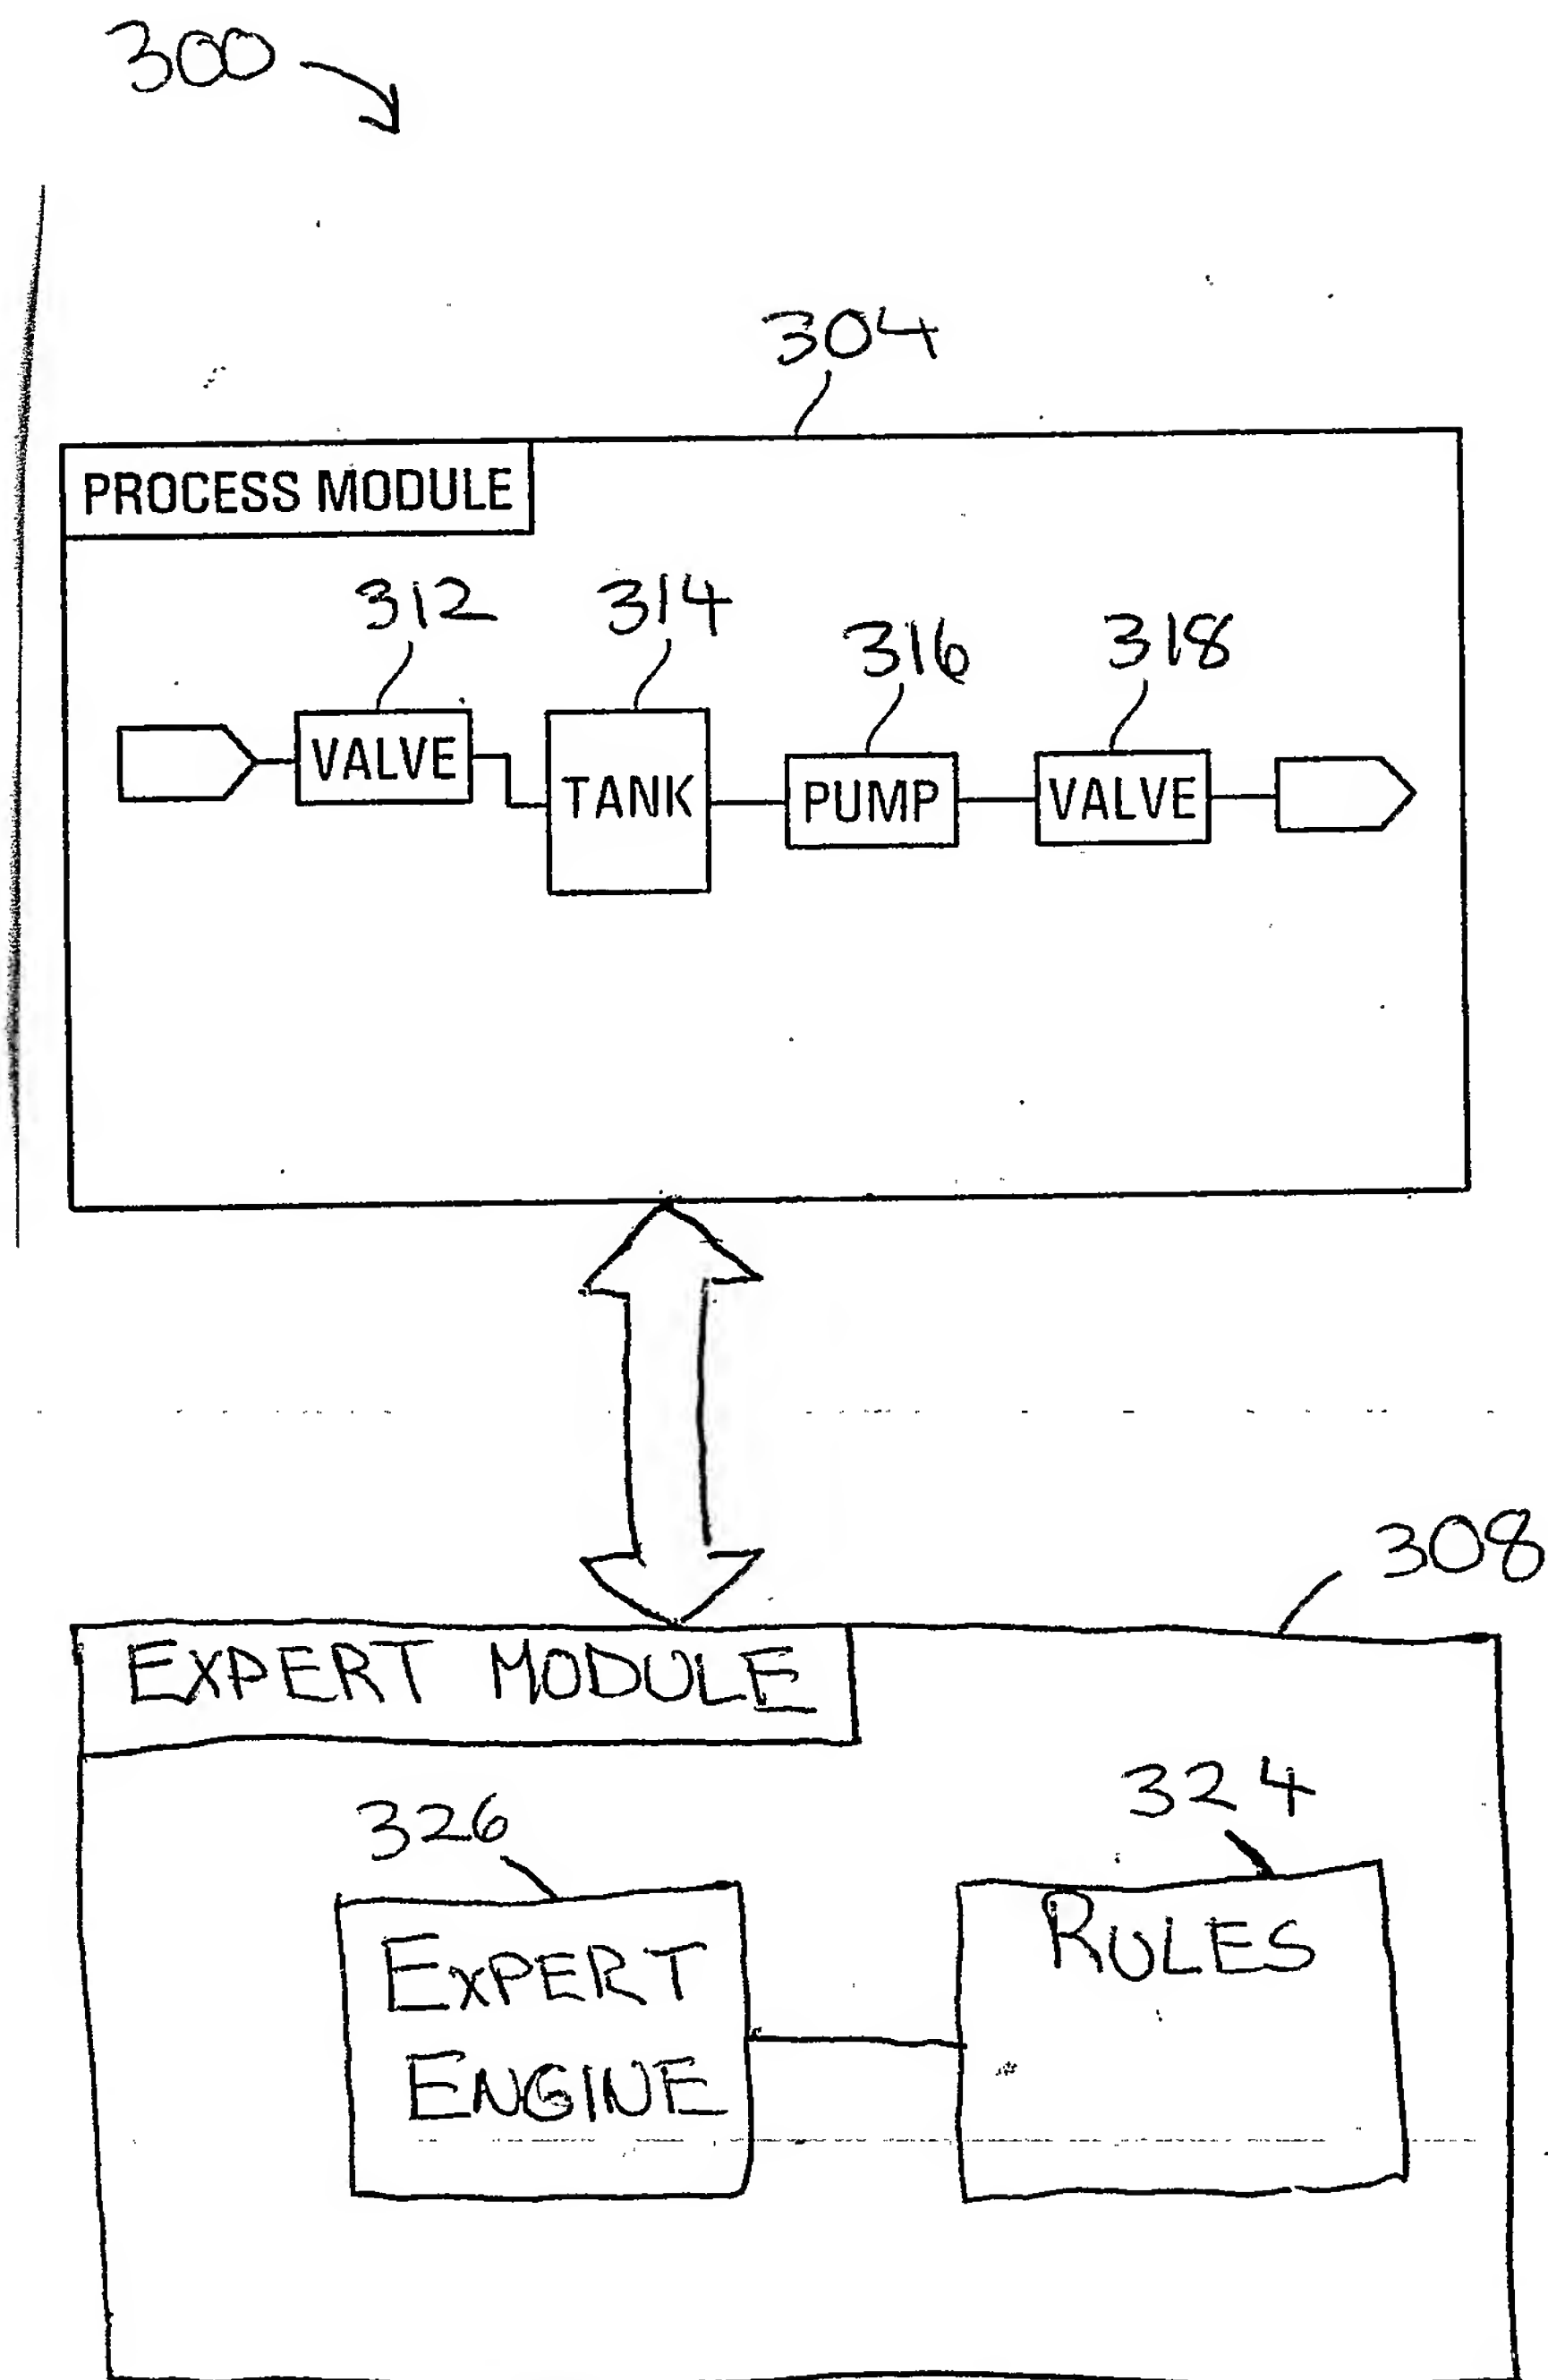 300
304
PROCESS MODULE
312 314 316 318
VALVE TANK PUMP VALVE
308
EXPERT MODULE
326 324
EXPERT ENGINE
RULES